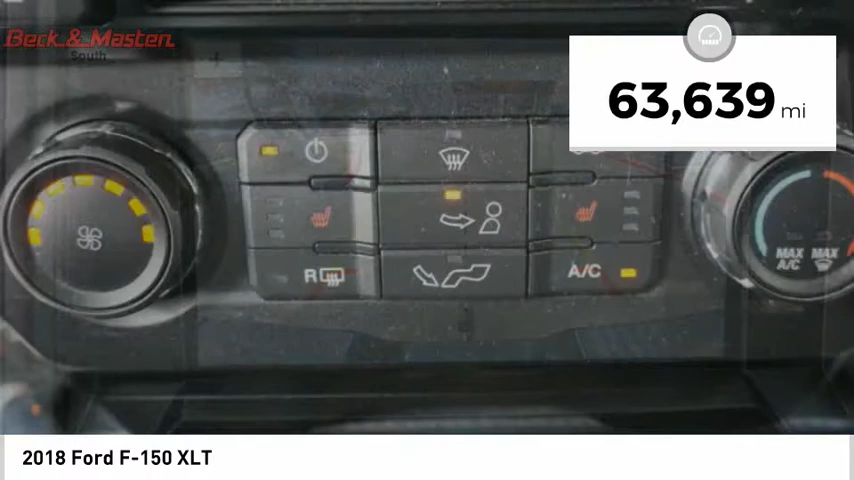 Beck & Masten
South
63,639 mi
R
A/C
MAX A/C
MAX
2018 Ford F-150 XLT